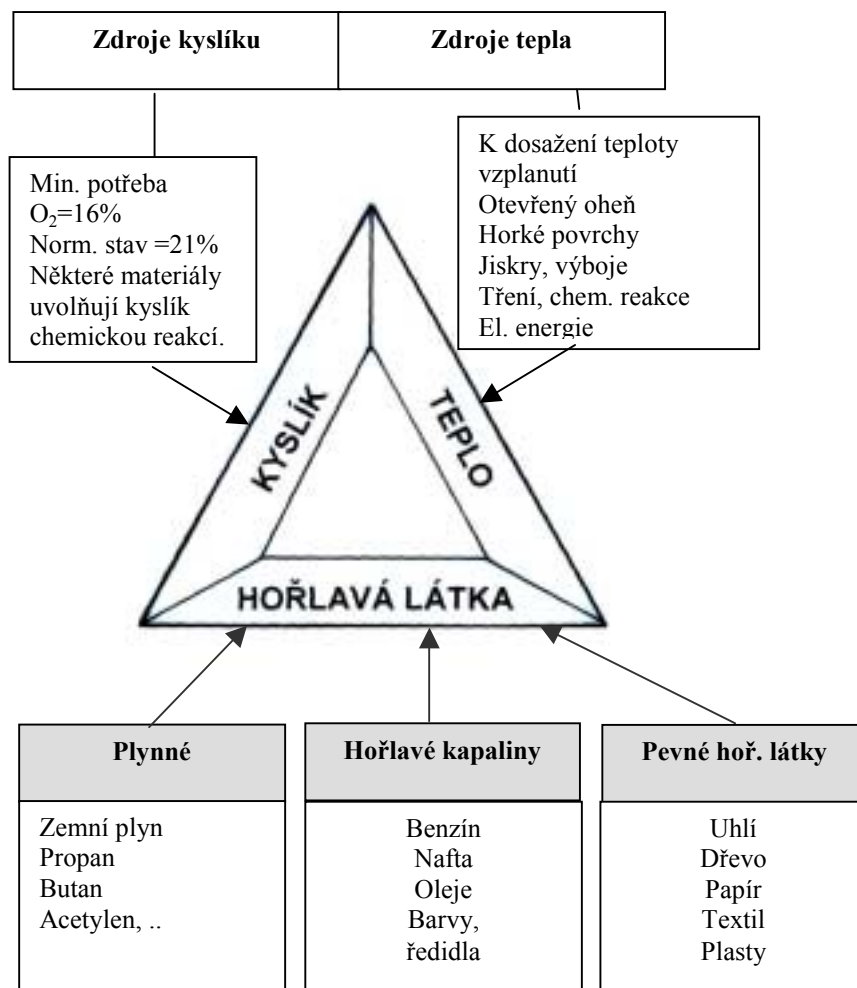 Zdroje kyslíku
Zdroje tepla
Min. potřeba
O₂=16%
Norm. stav =21%
Některé materiály
uvolňují kyslík
chemickou reakcí.
K dosažení teploty
vzplanutí
Otevřený oheň
Horké povrchy
Jiskry, výboje
Tření, chem. reakce
El. energie
KYSLÍK
TEPLO
HOŘLAVÁ LÁTKA
Plynné
Zemní plyn
Propan
Butan
Acetylen, ..
Hořlavé kapaliny
Benzín
Nafta
Oleje
Barvy,
ředidla
Pevné hoř. látky
Uhlí
Dřevo
Papír
Textil
Plasty